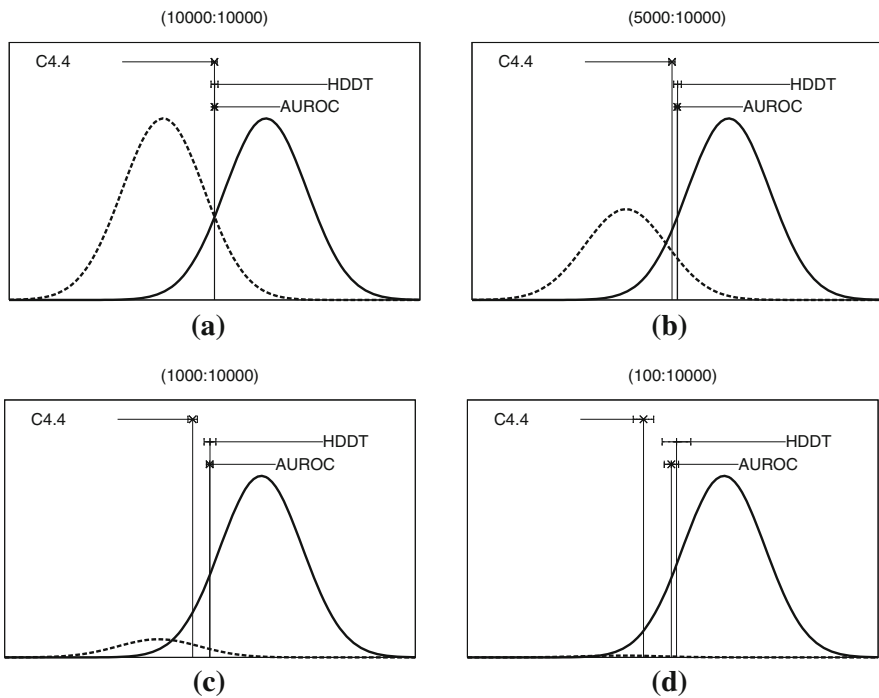 (10000:10000)
C4.4
HDDT
AUROC
(a)
(5000:10000)
C4.4
HDDT
AUROC
(b)
(1000:10000)
C4.4
HDDT
AUROC
(c)
(100:10000)
C4.4
HDDT
AUROC
(d)